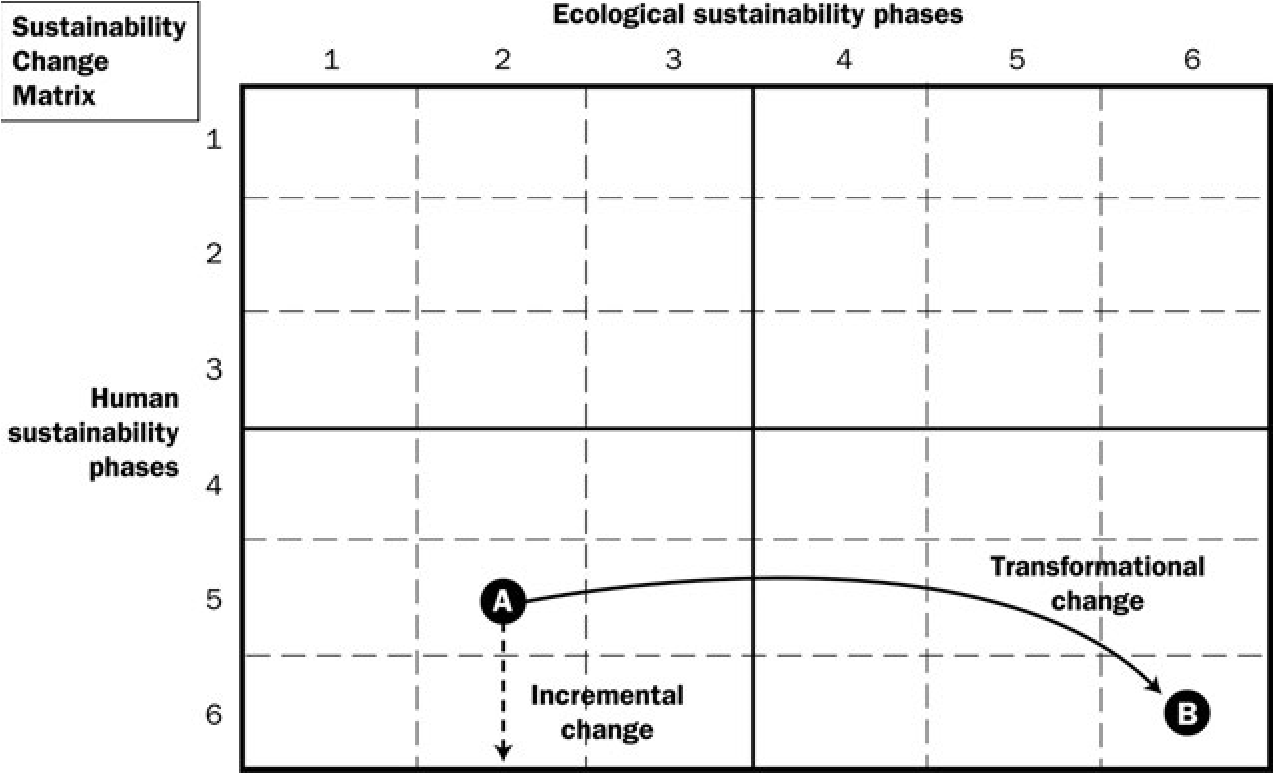 Sustainability
Change
Matrix
Ecological sustainability phases
1 2 3 4 5 6
1
2
3
Human
sustainability
phases
4
5
6
A
Transformational
change
Incremental
change
B